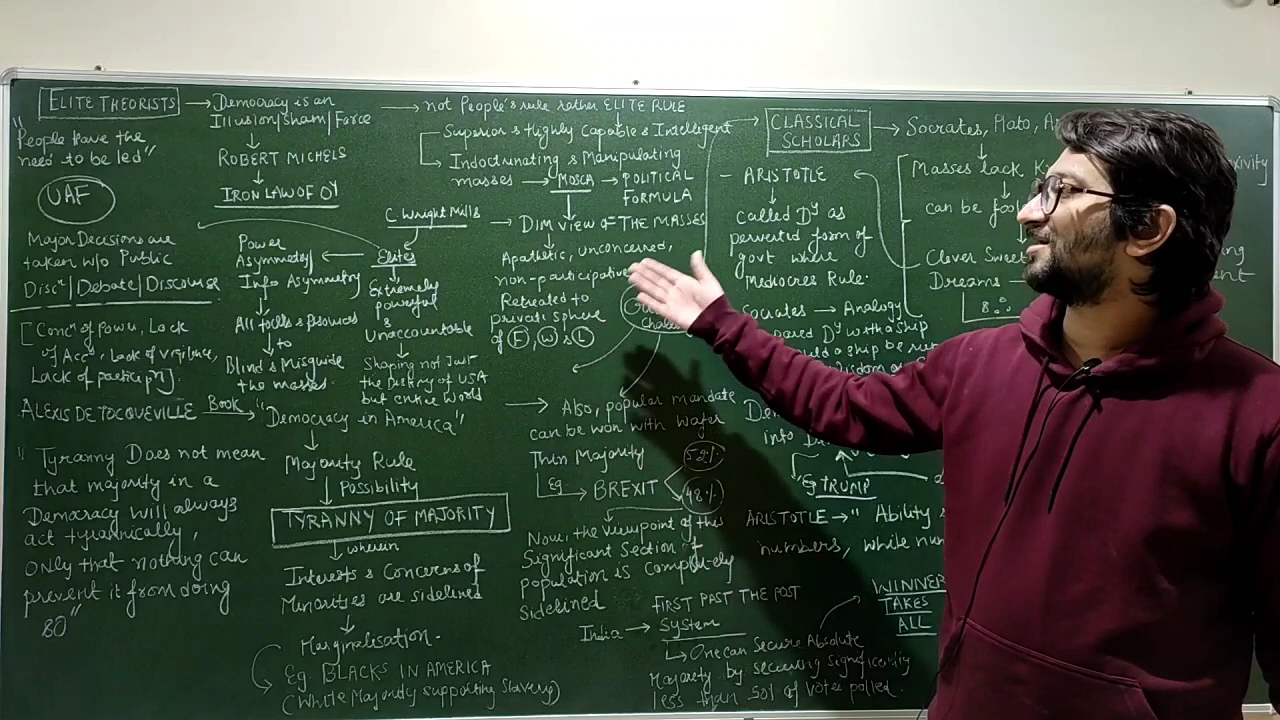 ELITE THEORISTS → Democracy is an
Illusion/Sham/Force
→ not People's rule rather ELITE RULE
"People have the
need to be led"
ROBERT MICHELS
IRON LAW OF Oy
UAF
Superior & Highly Capable & Intelligent
Indoctrinating & Manipulating
masses → MOSCA → POLITICAL
FORMULA
C. Wright Mills → DIM VIEW OF THE MASSES
Apathetic, unconcerned,
non-participative
Retreated to
private sphere
of F, W & L
Elites
Extremely
powerful
&
Unaccountable
Shaping not Just
the Destiny of USA
but entire World
Power
Asymmetry
Info Asymmetry
All tools & resources
to
Blind & Misguide
the masses.
Major Decisions are
taken w/o Public
Discn/Debate/Discourse
[Concn of Power, Lack
of Accy, Lack of vigilence,
Lack of participn].
ALEXIS DE TOCQUEVILLE Book → "Democracy in America"
Majority Rule
Possibility
TYRANNY OF MAJORITY
wherein
Interests & Concerns of
Minorities are sidelined
Marginalisation.
Eg. BLACKS IN AMERICA
(White Majority supporting Slavery)
" Tyranny Does not mean
that majority in a
Democracy will always
act tyrannically,
Only that nothing can
prevent it from doing
so"
→ Also, popular mandate
can be won with wafer
Thin Majority
Eg → BREXIT
52%
48%
Now, the viewpoint of this
Significant Section of
population is completely
Sidelined
FIRST PAST THE POST
India → System
One can Secure Absolute
Majority by securing significantly
less than 50% of votes polled.
WINNER
TAKES
ALL
CLASSICAL
SCHOLARS
→ Socrates, Plato,
Masses lack
can be
Clever
Dreams
- ARISTOTLE
called Dy as
perverted form of
govt where
Mediocres Rule.
Socrates → Analogy
Dy with a ship
a ship be
Eg TRUMP
ARISTOTLE → " Ability
numbers, while